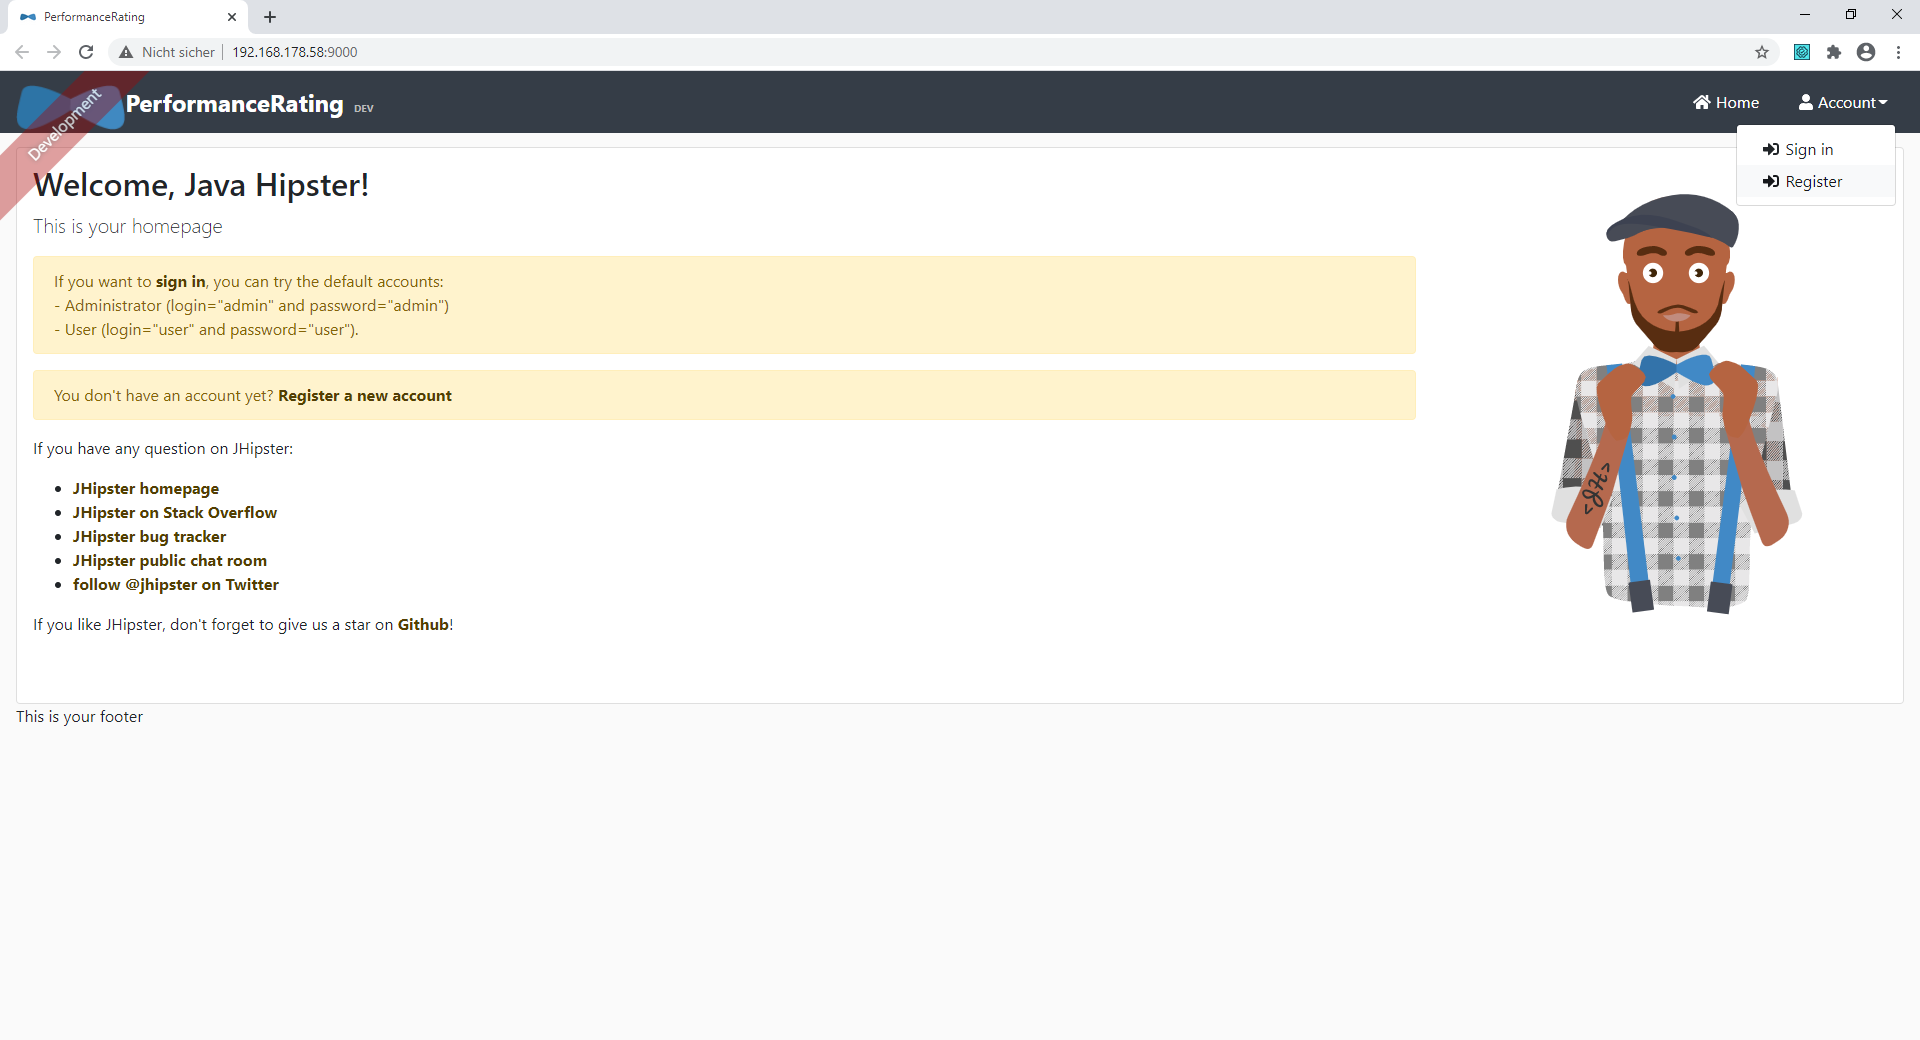 PerformanceRating
Nicht sicher 192.168.178.58:9000
Development
PerformanceRating DEV
Home
Account
Sign in
Register
Welcome, Java Hipster!
This is your homepage
If you want to sign in, you can try the default accounts:
- Administrator (login="admin" and password="admin")
- User (login="user" and password="user").
You don't have an account yet? Register a new account
If you have any question on JHipster:
JHipster homepage
JHipster on Stack Overflow
JHipster bug tracker
JHipster public chat room
follow @jhipster on Twitter
If you like JHipster, don't forget to give us a star on Github!
This is your footer